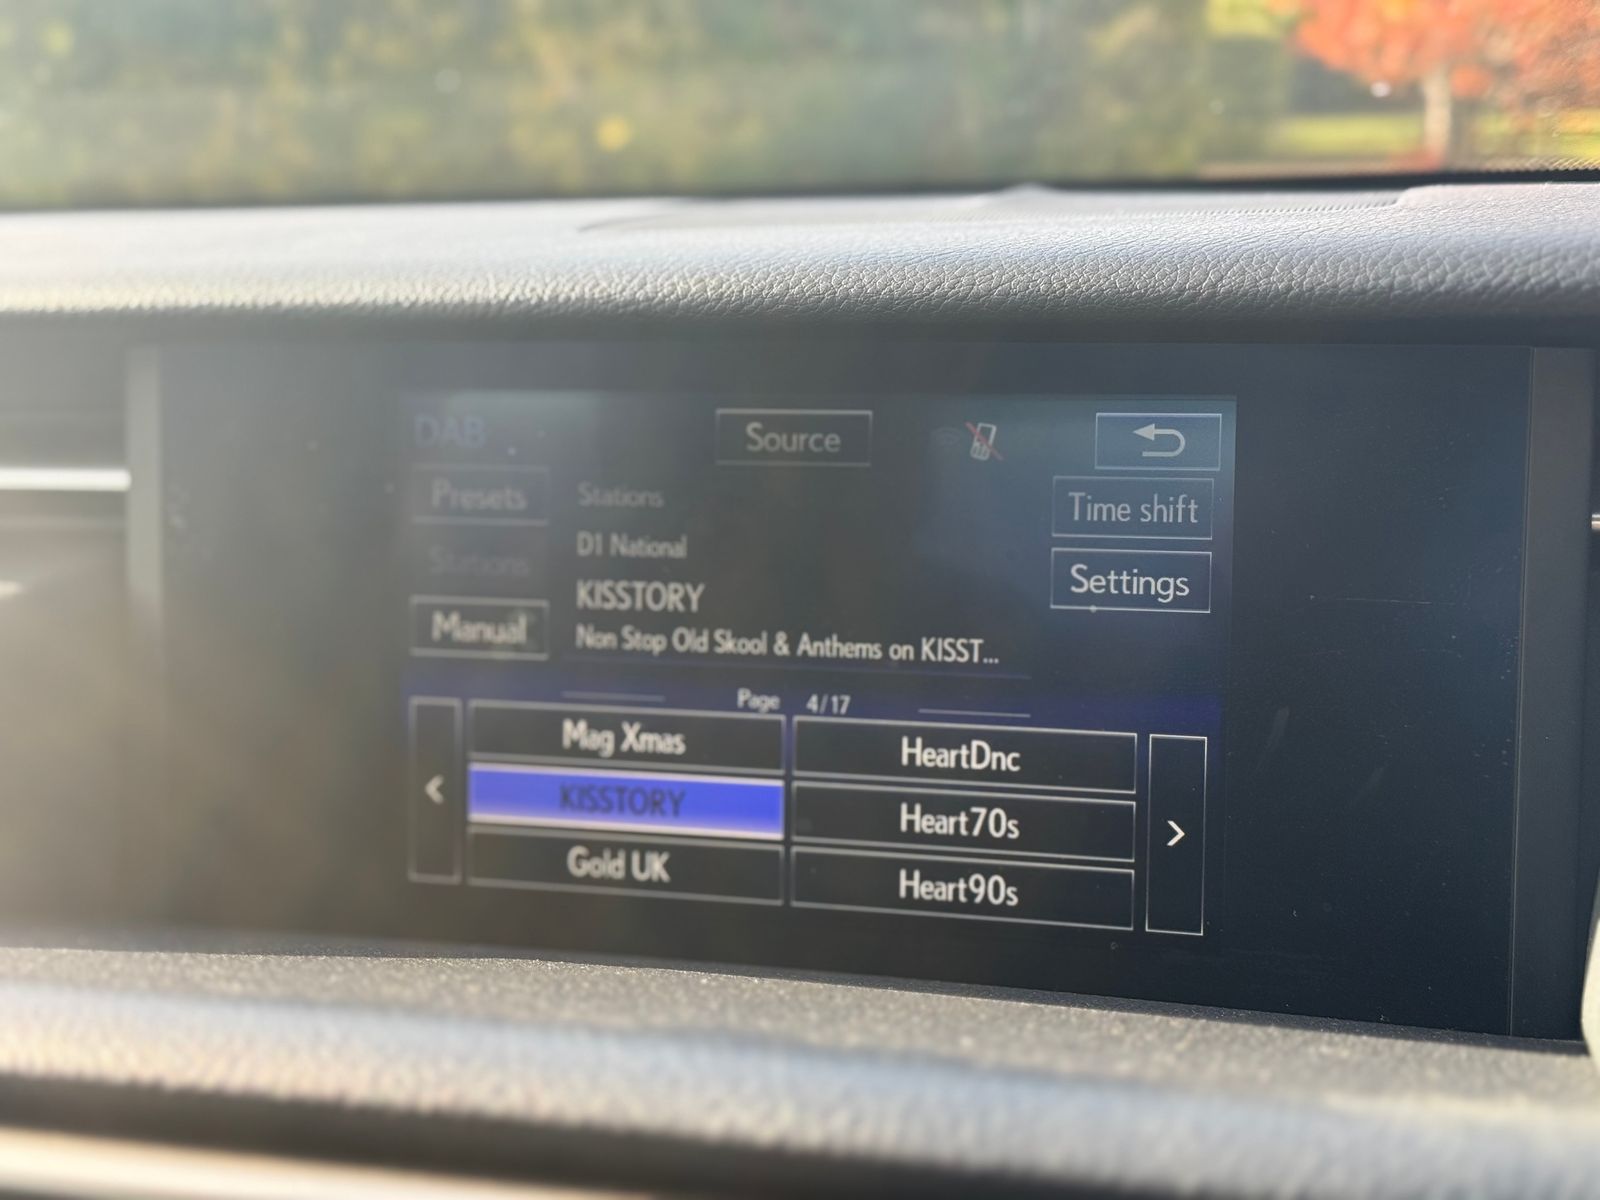 DAB
Source
Presets
Stations
Time shift
D1 National
Stations
KISSTORY
Settings
Manual
Non Stop Old Skool & Anthems on KISST...
Page 4/17
Mag Xmas
HeartDnc
<
KISSTORY
Heart70s
>
Gold UK
Heart90s